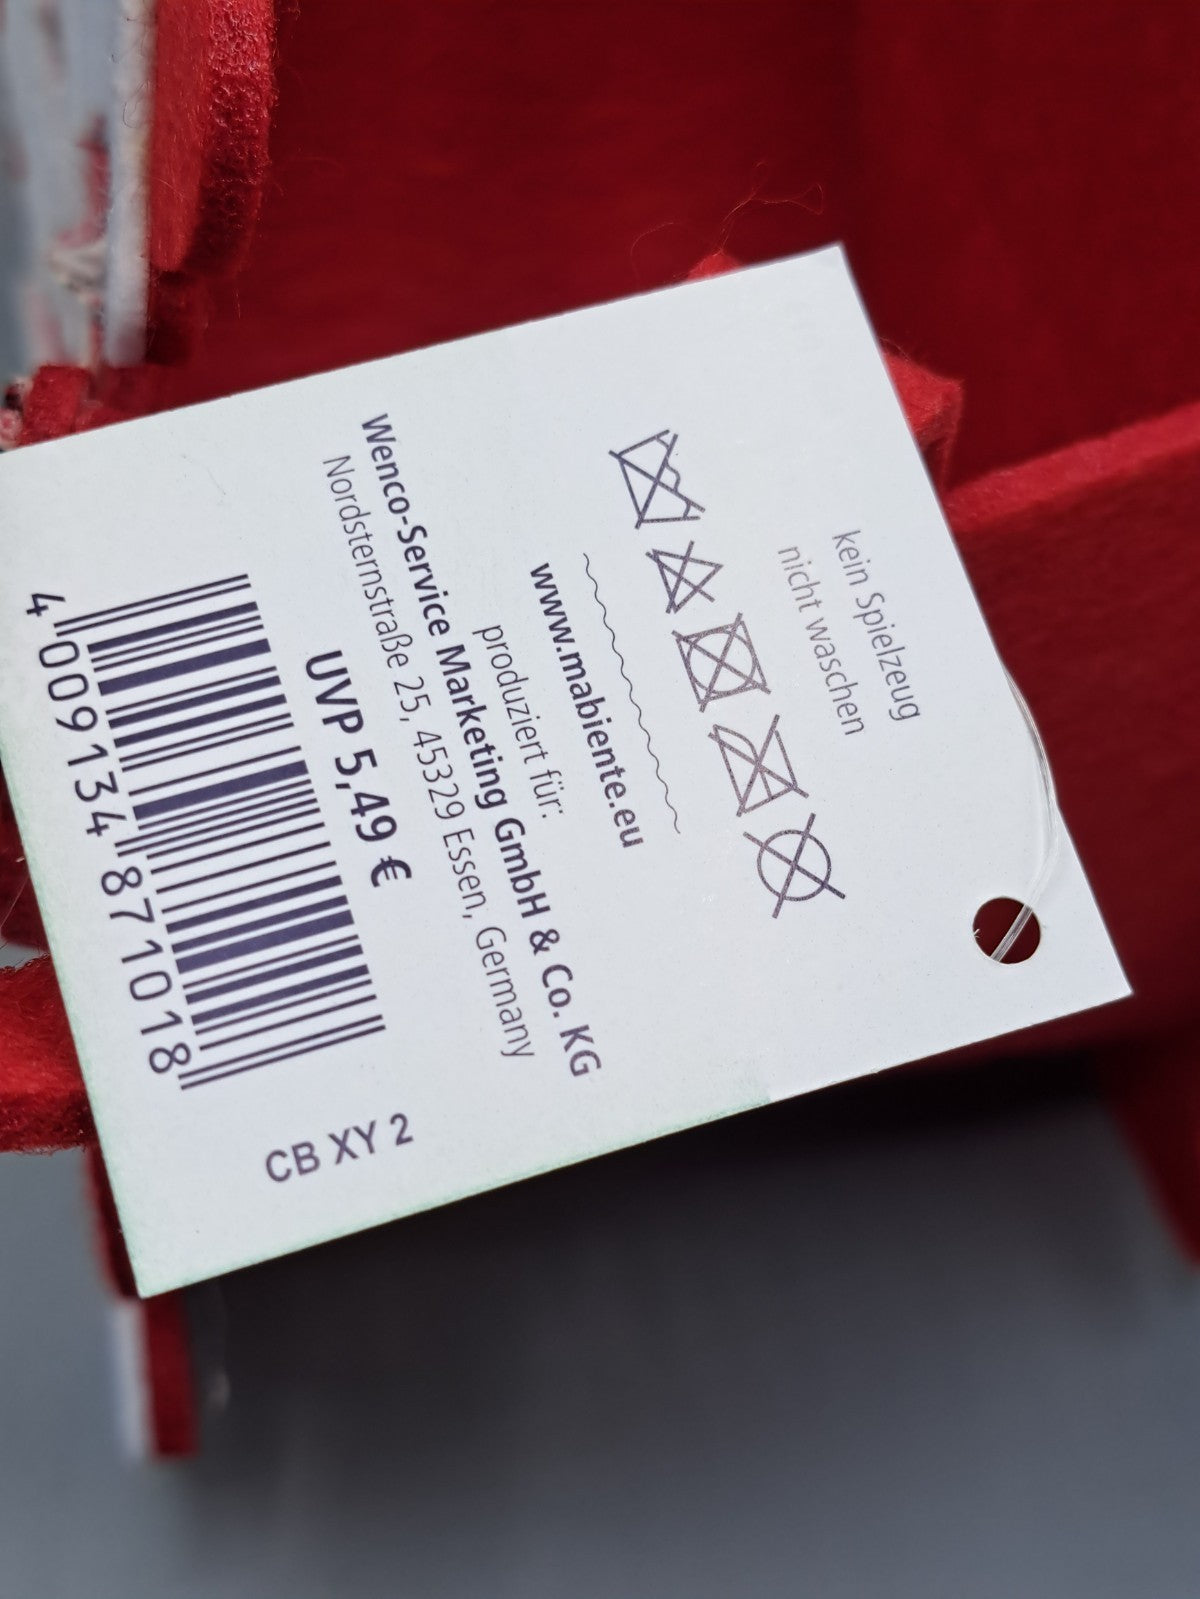 kein Spielzeug
nicht waschen
www.mabiente.eu
produziert für:
Wenco-Service Marketing GmbH & Co. KG
Nordsternstraße 25, 45329 Essen, Germany
UVP 5,49 €
4 009134 871018
CB XY 2